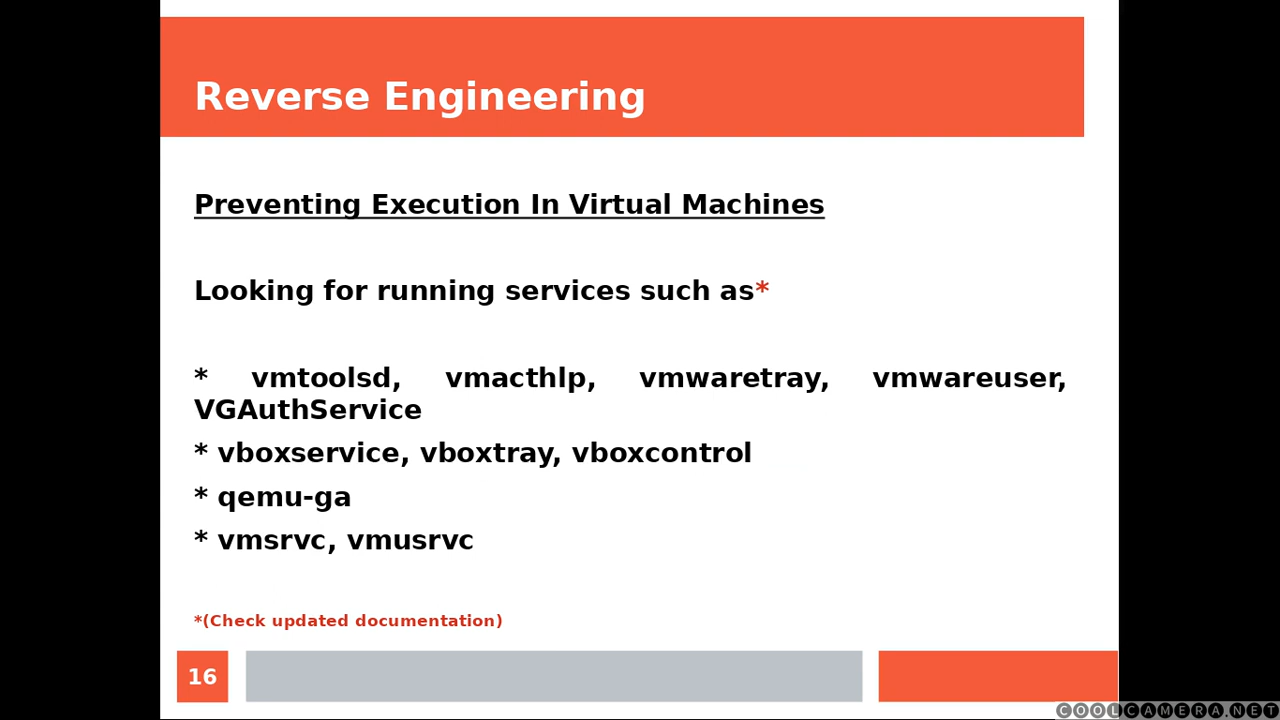 Reverse Engineering
Preventing Execution In Virtual Machines
Looking for running services such as*
* vmtoolsd, vmacthlp, vmwaretray, vmwareuser,
VGAuthService
* vboxservice, vboxtray, vboxcontrol
* qemu-ga
* vmsrvc, vmusrvc
*(Check updated documentation)
16
COOLCAMERA.NET